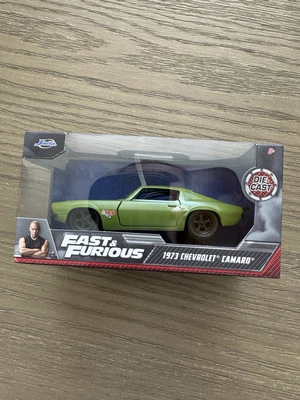 Jada
DIE
CAST
FAST &
FURIOUS
1973 CHEVROLET® CAMARO®